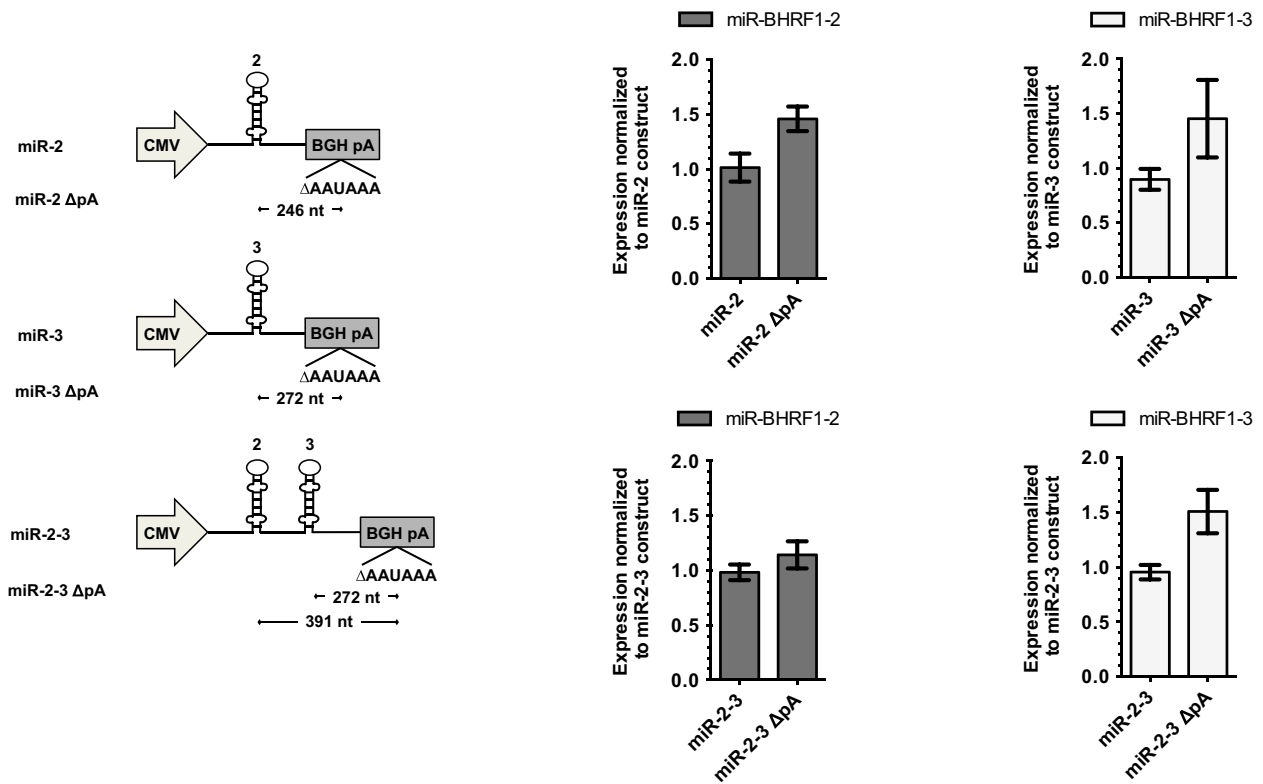 2
miR-2
CMV
BGH pA
miR-2 ΔpA
ΔAAUAAA
246 nt
3
miR-3
CMV
BGH pA
miR-3 ΔpA
ΔAAUAAA
272 nt
2
3
miR-2-3
CMV
BGH pA
miR-2-3 ΔpA
ΔAAUAAA
272 nt
391 nt
miR-BHRF1-2
Expression normalized
to miR-2 construct
2.0
1.5
1.0
0.5
0.0
miR-2
miR-2 ΔpA
miR-BHRF1-3
Expression normalized
to miR-3 construct
2.0
1.5
1.0
0.5
0.0
miR-3
miR-3 ΔpA
miR-BHRF1-2
Expression normalized
to miR-2-3 construct
2.0
1.5
1.0
0.5
0.0
miR-2-3
miR-2-3 ΔpA
miR-BHRF1-3
Expression normalized
to miR-2-3 construct
2.0
1.5
1.0
0.5
0.0
miR-2-3
miR-2-3 ΔpA